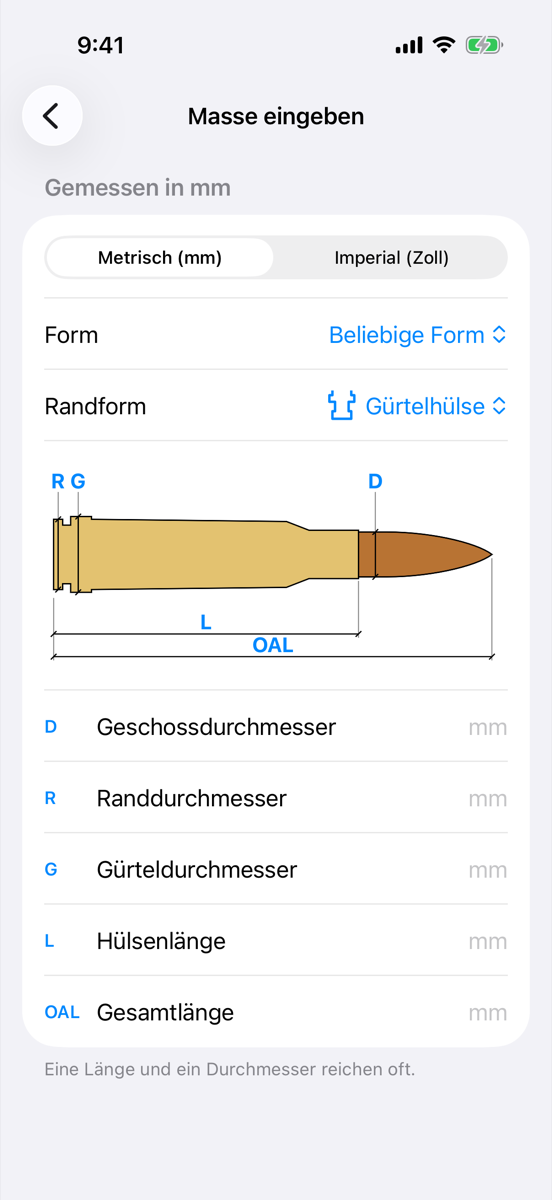 9:41
Masse eingeben
Gemessen in mm
Metrisch (mm) Imperial (Zoll)
Form Beliebige Form
Randform Gürtelhülse
R G D
L
OAL
D Geschossdurchmesser mm
R Randdurchmesser mm
G Gürteldurchmesser mm
L Hülsenlänge mm
OAL Gesamtlänge mm
Eine Länge und ein Durchmesser reichen oft.